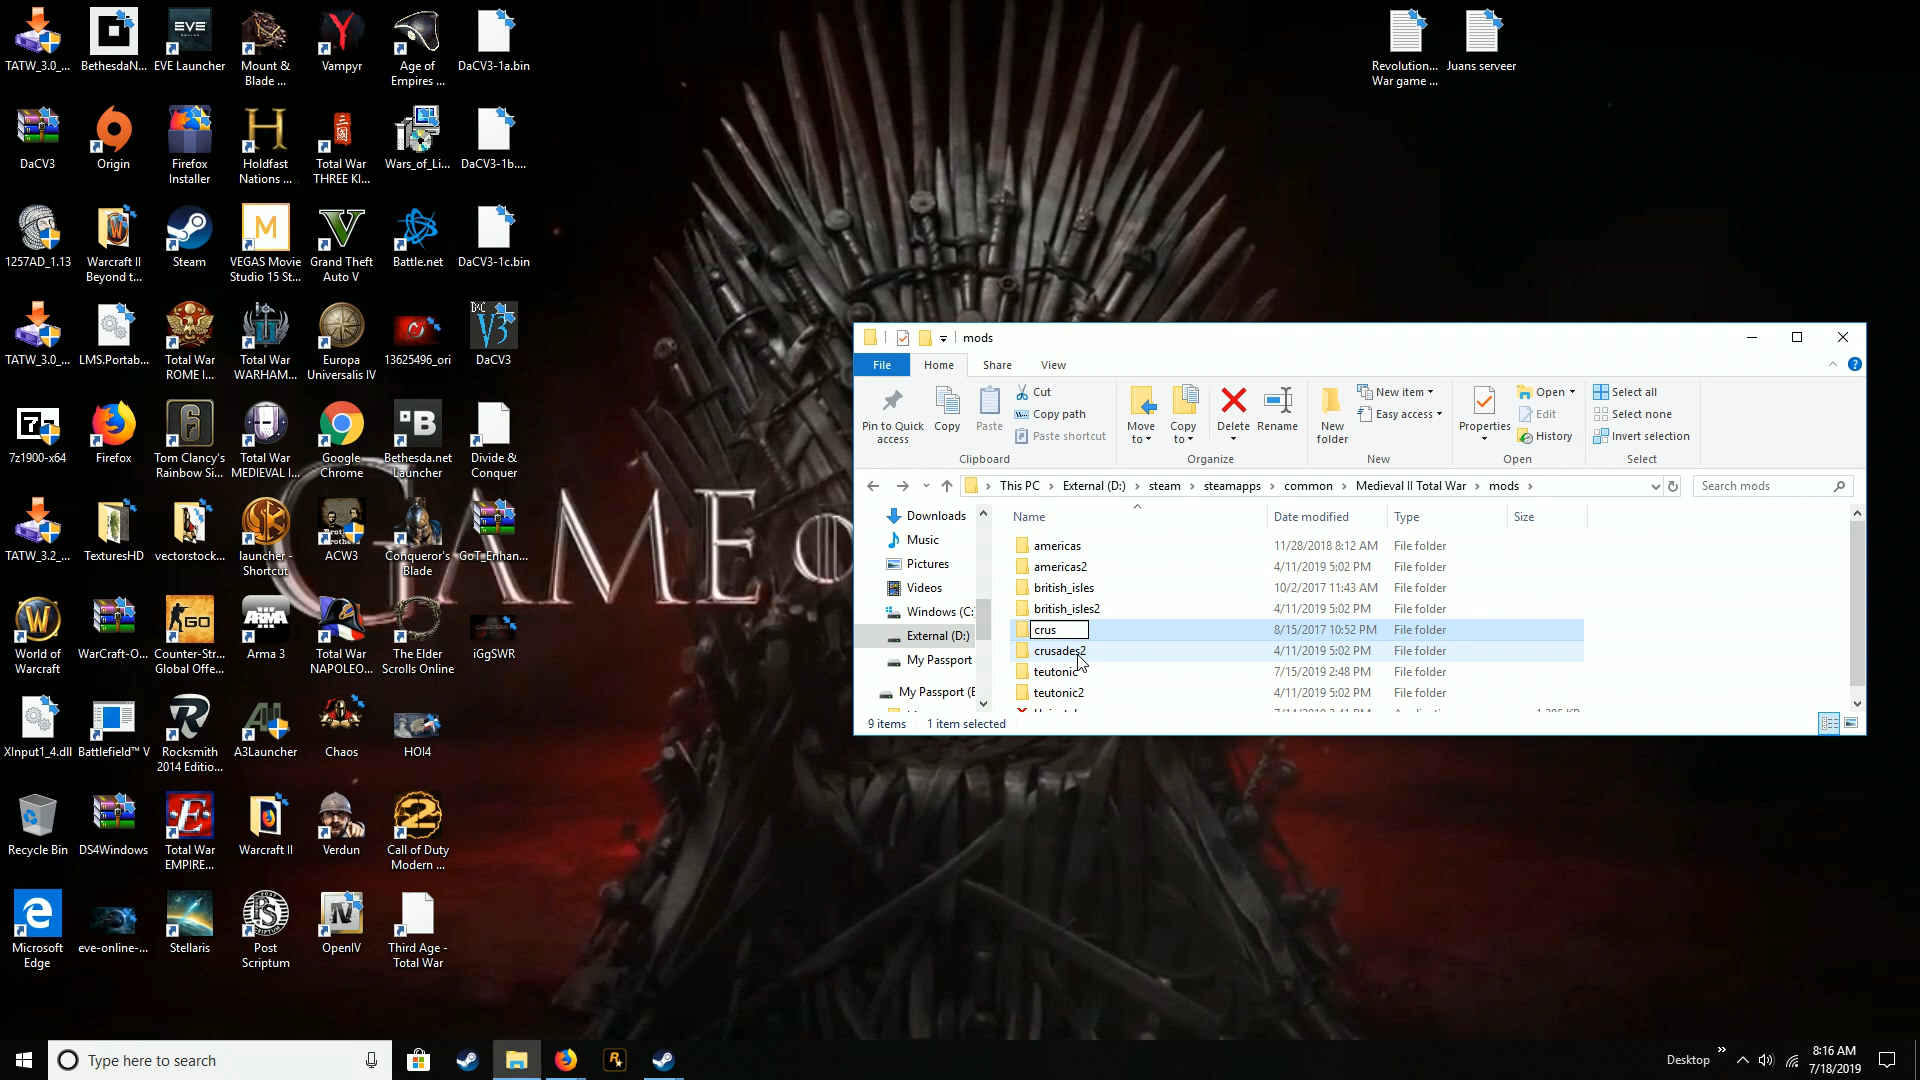 TATW_3.0_...
BethesdaN...
EVE Launcher
Mount &
Blade ...
Vampyr
Age of
Empires ...
DaCV3-1a.bin
Revolution...
War game ...
Juans serveer
DaCV3
Origin
Firefox
Installer
Holdfast
Nations ...
Total War
THREE KI...
Wars_of_Li...
DaCV3-1b....
1257AD_1.13
Warcraft II
Beyond t...
Steam
VEGAS Movie
Studio 15 St...
Grand Theft
Auto V
Battle.net
DaCV3-1c.bin
TATW_3.0_...
LMS.Portab...
Total War
ROME I...
Total War
WARHAM...
Europa
Universalis IV
13625496_ori
DaCV3
7z1900-x64
Firefox
Tom Clancy's
Rainbow Si...
Total War
MEDIEVAL I...
Google
Chrome
Bethesda.net
Launcher
Divide &
Conquer
TATW_3.2_...
TexturesHD
vectorstock...
launcher -
Shortcut
ACW3
Conqueror's
Blade
GoT_Enhan...
World of
Warcraft
WarCraft-O...
Counter-Str...
Global Offe...
Arma 3
Total War
NAPOLEO...
The Elder
Scrolls Online
iGgSWR
XInput1_4.dll
Battlefield™ V
Rocksmith
2014 Editio...
A3Launcher
Chaos
HOI4
Recycle Bin
DS4Windows
Total War
EMPIRE...
Warcraft II
Verdun
Call of Duty
Modern ...
Microsoft
Edge
eve-online-...
Stellaris
Post
Scriptum
OpenIV
Third Age -
Total War
GAME O
mods
File
Home
Share
View
Pin to Quick
access
Copy
Paste
Cut
Copy path
Paste shortcut
Clipboard
Move
to
Copy
to
Delete
Rename
Organize
New
folder
New item
Easy access
New
Properties
Open
Edit
History
Open
Select all
Select none
Invert selection
Select
This PC
External (D:)
steam
steamapps
common
Medieval II Total War
mods
Search mods
Downloads
Music
Pictures
Videos
Windows (C:
External (D:)
My Passport
My Passport (E
Name
Date modified
Type
Size
americas 11/28/2018 8:12 AM File folder
americas2 4/11/2019 5:02 PM File folder
british_isles 10/2/2017 11:43 AM File folder
british_isles2 4/11/2019 5:02 PM File folder
crus 8/15/2017 10:52 PM File folder
crusades2 4/11/2019 5:02 PM File folder
teutonic 7/15/2019 2:48 PM File folder
teutonic2 4/11/2019 5:02 PM File folder
9 items
1 item selected
Type here to search
Desktop
8:16 AM
7/18/2019